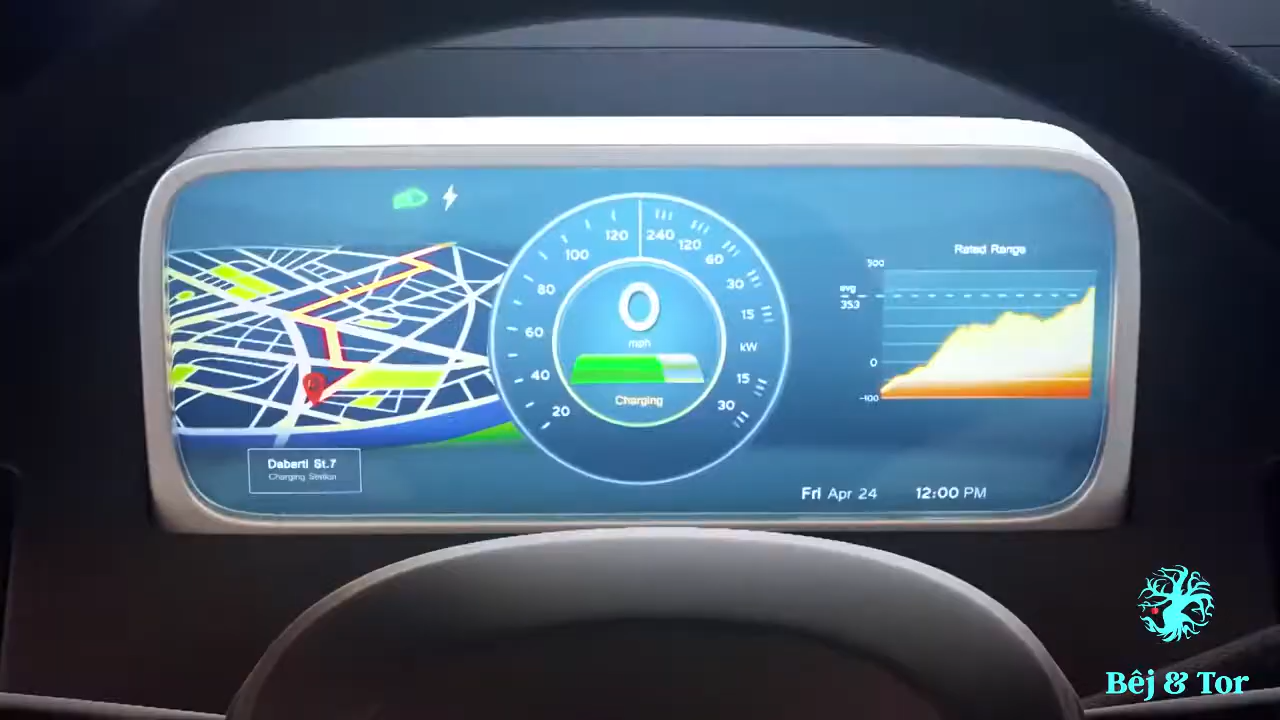 120
240
100
120
60
80
30
60
15
kW
40
15
20
30
0
mph
Charging
Rated Range
300
avg
353
0
-100
Daberti St.7
Charging Station
Fri Apr 24
12:00 PM
Bêj & Tor